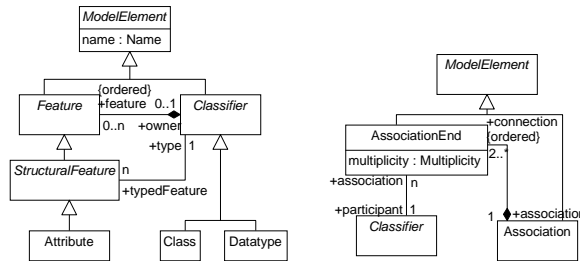 ModelElement
name : Name
{ordered}
+feature
0..1
Feature
Classifier
0..n
+owner
+type
1
StructuralFeature
n
+typedFeature
Attribute
Class
Datatype
ModelElement
+connection
AssociationEnd
{ordered}
multiplicity : Multiplicity
2..*
+association
n
+participant
1
Classifier
1
+association
Association